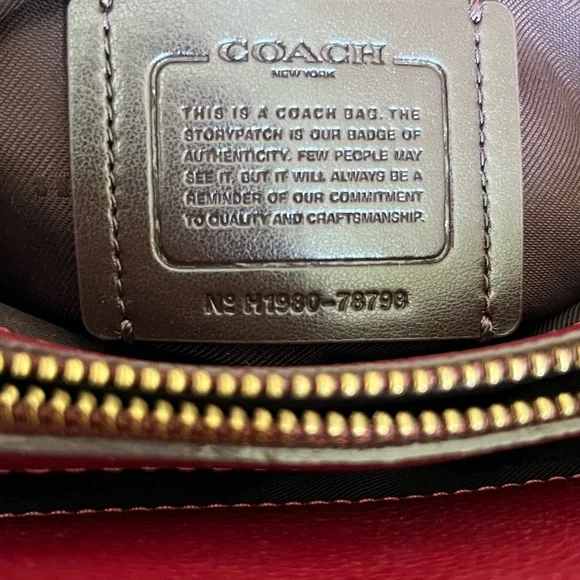 COACH
NEW YORK
THIS IS A COACH BAG. THE
STORYPATCH IS OUR BADGE OF
AUTHENTICITY. FEW PEOPLE MAY
SEE IT, BUT IT WILL ALWAYS BE A
REMINDER OF OUR COMMITMENT
TO QUALITY AND CRAFTSMANSHIP.
Nº H1980-78798